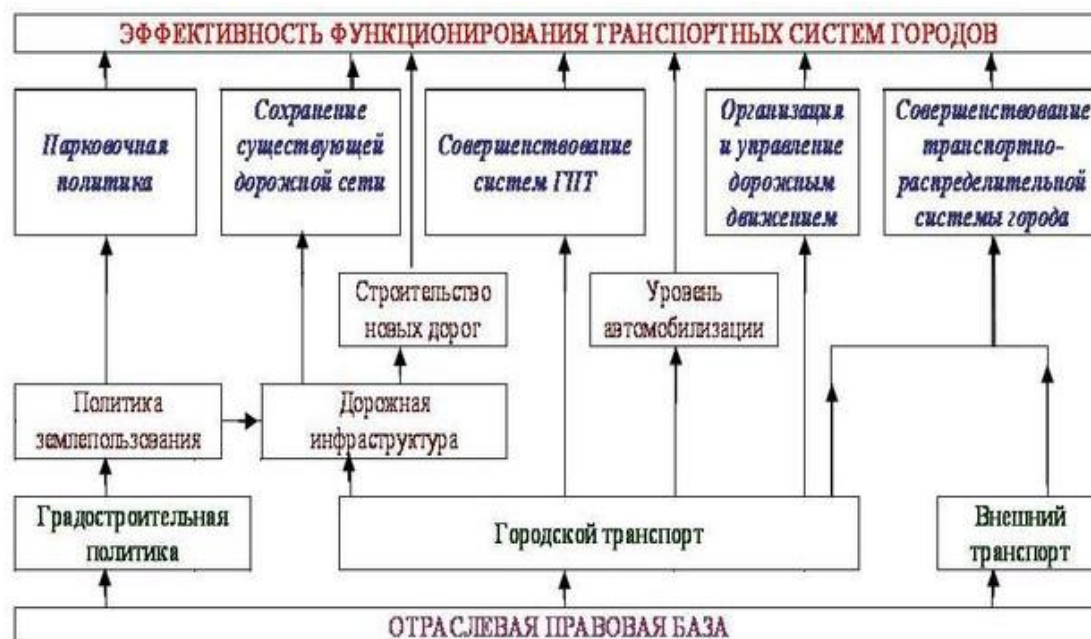 ЭФФЕКТИВНОСТЬ ФУНКЦИОНИРОВАНИЯ ТРАНСПОРТНЫХ СИСТЕМ ГОРОДОВ
Парковочная
политика
Сохранение
существующей
дорожной сети
Совершенствование
систем ГПТ
Организация
и управление
дорожным
движением
Совершенствование
транспортно-
распределительной
системы города
Строительство
новых дорог
Уровень
автомобилизации
Политика
землепользования
Дорожная
инфраструктура
Градостроительная
политика
Городской транспорт
Внешний
транспорт
ОТРАСЛЕВАЯ ПРАВОВАЯ БАЗА